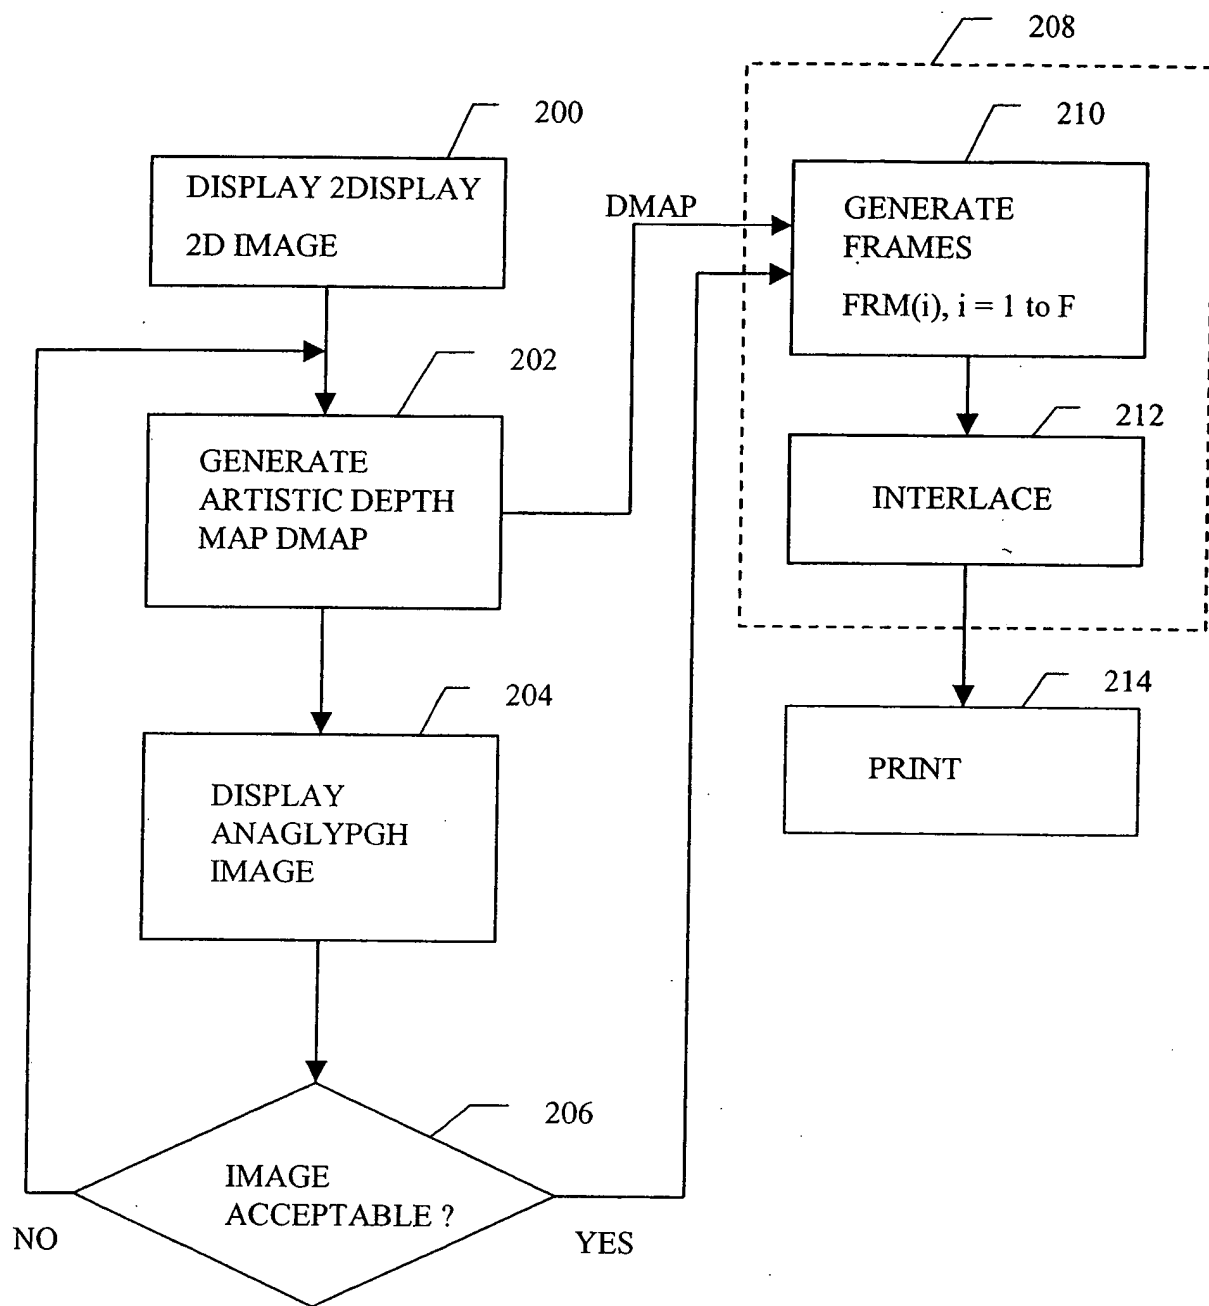 208
200
210
DISPLAY 2DISPLAY
2D IMAGE
DMAP
GENERATE
FRAMES
FRM(i), i = 1 to F
202
GENERATE
ARTISTIC DEPTH
MAP DMAP
212
INTERLACE
204
DISPLAY
ANAGLYPGH
IMAGE
214
PRINT
206
IMAGE
ACCEPTABLE ?
NO
YES